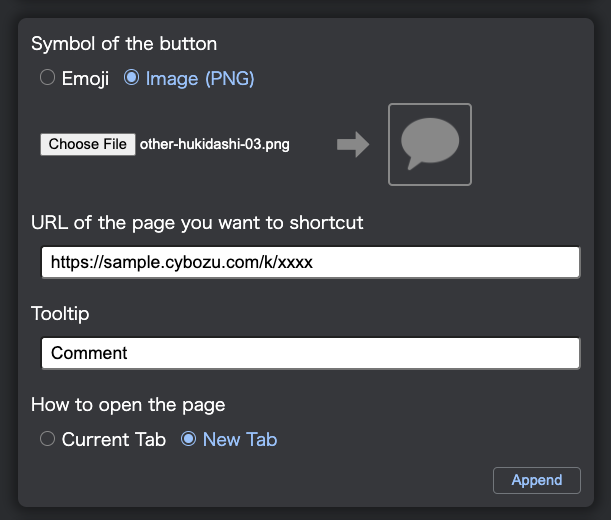 Symbol of the button
Emoji Image (PNG)
Choose File other-hukidashi-03.png
URL of the page you want to shortcut
https://sample.cybozu.com/k/xxxx
Tooltip
Comment
How to open the page
Current Tab New Tab
Append